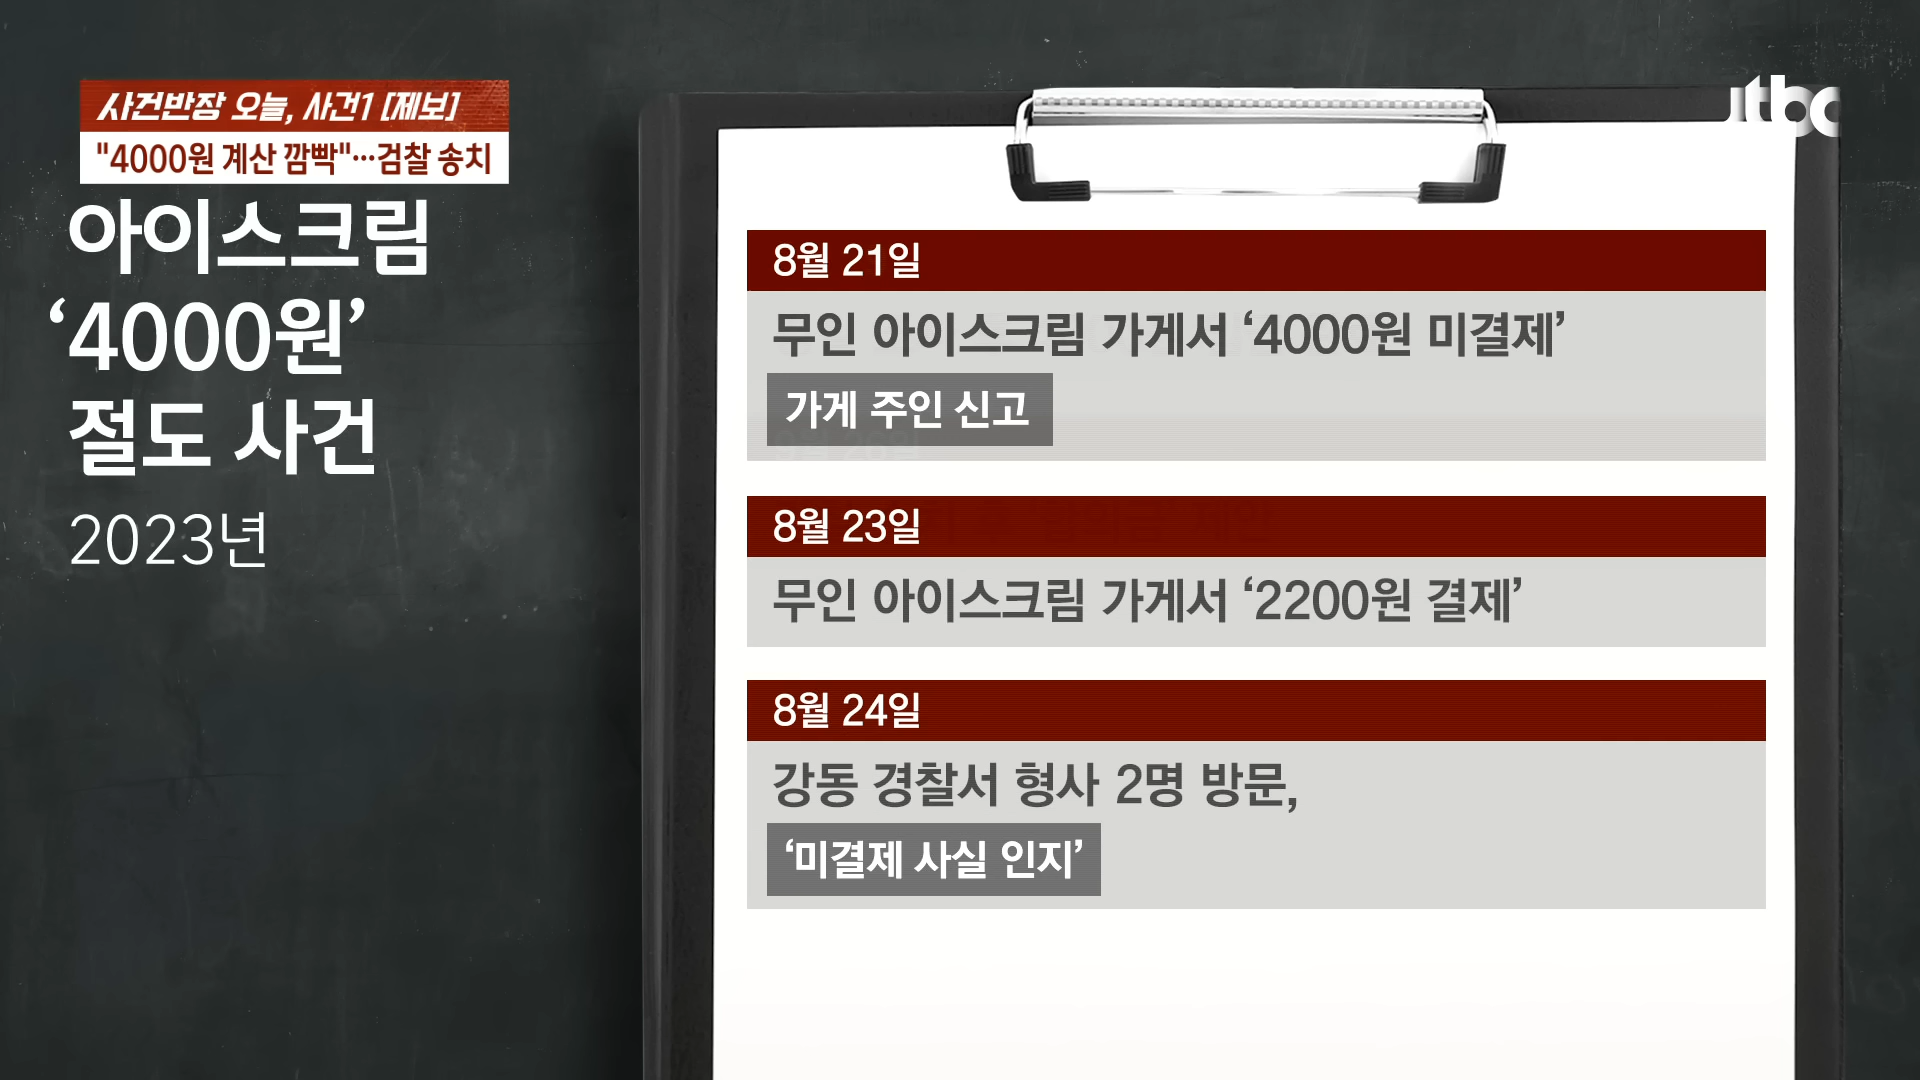 사건반장 오늘, 사건1 [제보]
"4000원 계산 깜빡"…검찰 송치
아이스크림
‘4000원’
절도 사건
2023년
jtbc
8월 21일
무인 아이스크림 가게서 ‘4000원 미결제’
가게 주인 신고
9월 26일
8월 23일
무인 아이스크림 가게서 ‘2200원 결제’
8월 24일
강동 경찰서 형사 2명 방문,
‘미결제 사실 인지’